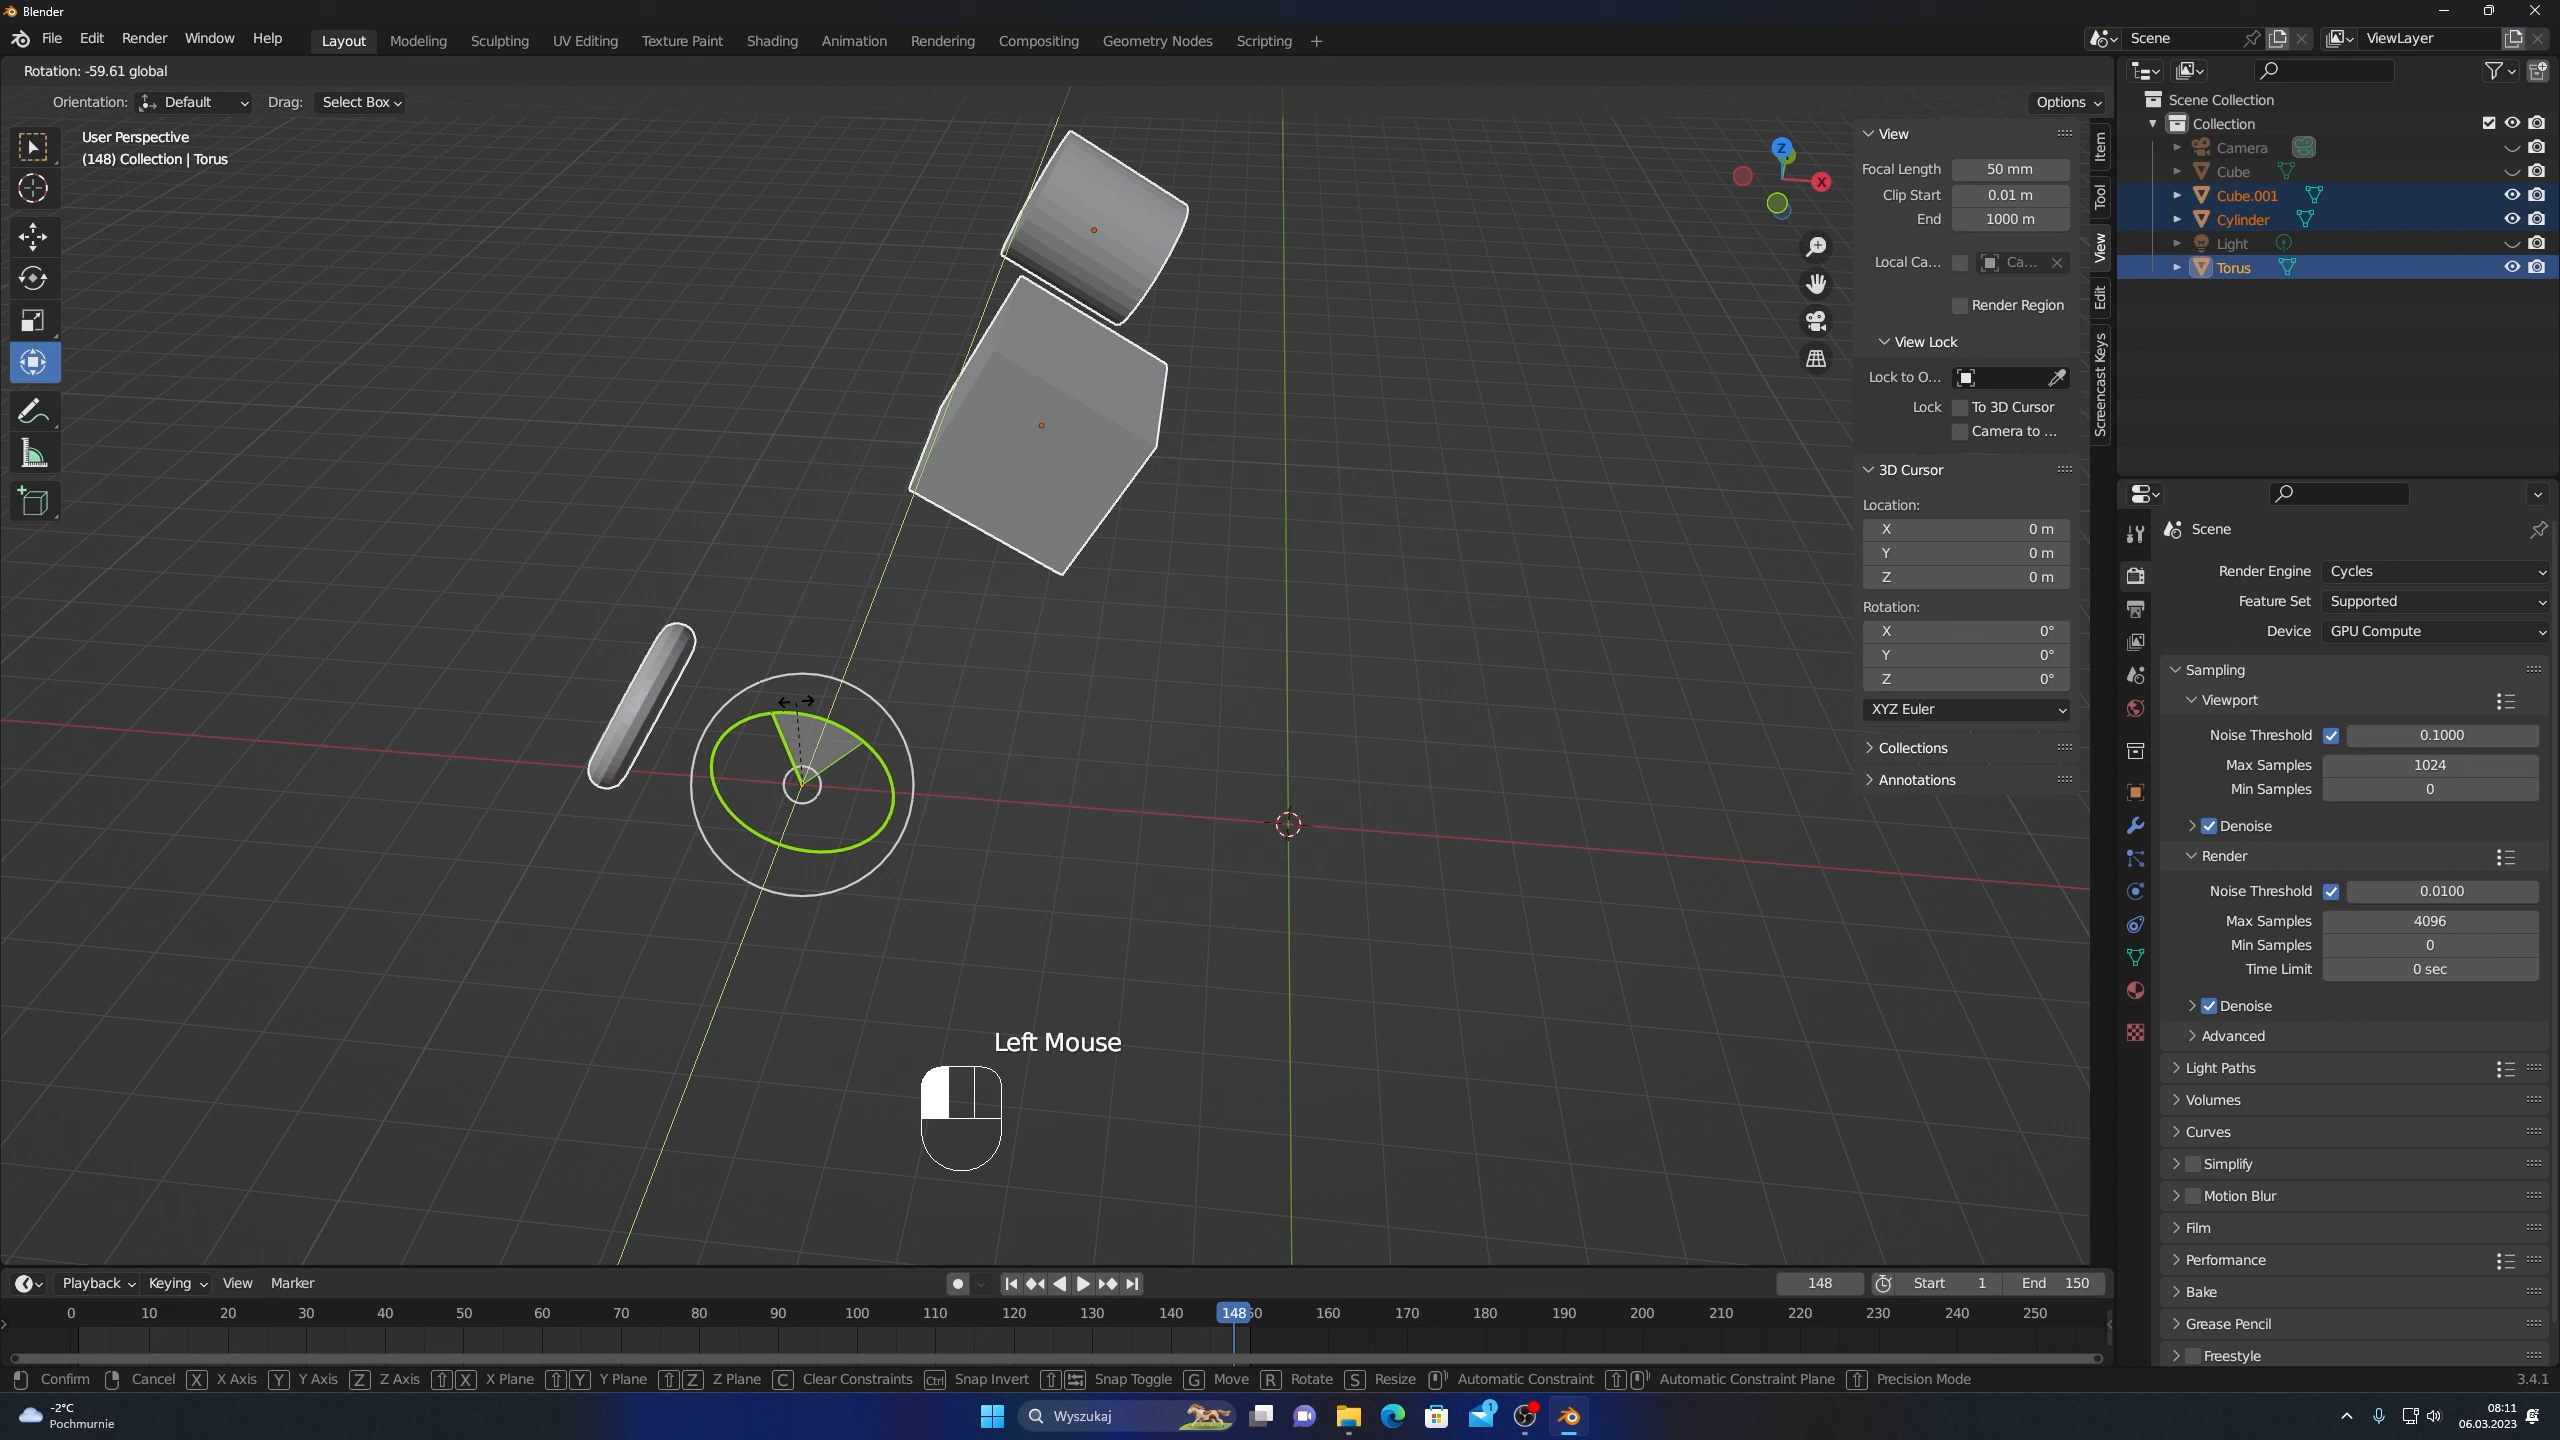 Blender
File Edit Render Window Help Layout Modeling Sculpting UV Editing Texture Paint Shading Animation Rendering Compositing Geometry Nodes Scripting + Scene ViewLayer
Rotation: -59.61 global
Orientation: Default Drag: Select Box Options
User Perspective
(148) Collection | Torus
Z
X
View
Focal Length 50 mm
Clip Start 0.01 m
End 1000 m
Local Ca... Ca...
Render Region
View Lock
Lock to O...
Lock To 3D Cursor
Camera to ...
3D Cursor
Location:
X 0 m
Y 0 m
Z 0 m
Rotation:
X 0°
Y 0°
Z 0°
XYZ Euler
Collections
Annotations
Item
Tool
View
Edit
Screencast Keys
Scene Collection
Collection
Camera
Cube
Cube.001
Cylinder
Light
Torus
Scene
Render Engine Cycles
Feature Set Supported
Device GPU Compute
Sampling
Viewport
Noise Threshold 0.1000
Max Samples 1024
Min Samples 0
Denoise
Render
Noise Threshold 0.0100
Max Samples 4096
Min Samples 0
Time Limit 0 sec
Denoise
Advanced
Light Paths
Volumes
Curves
Simplify
Motion Blur
Film
Performance
Bake
Grease Pencil
Freestyle
Left Mouse
Playback Keying View Marker 148 Start 1 End 150
0 10 20 30 40 50 60 70 80 90 100 110 120 130 140 148 160 170 180 190 200 210 220 230 240 250
Confirm Cancel X X Axis Y Y Axis Z Z Axis X X Plane Y Y Plane Z Z Plane C Clear Constraints Ctrl Snap Invert Snap Toggle G Move R Rotate S Resize Automatic Constraint Automatic Constraint Plane Precision Mode 3.4.1
-2°C
Pochmurnie
Wyszukaj
1
08:11
06.03.2023